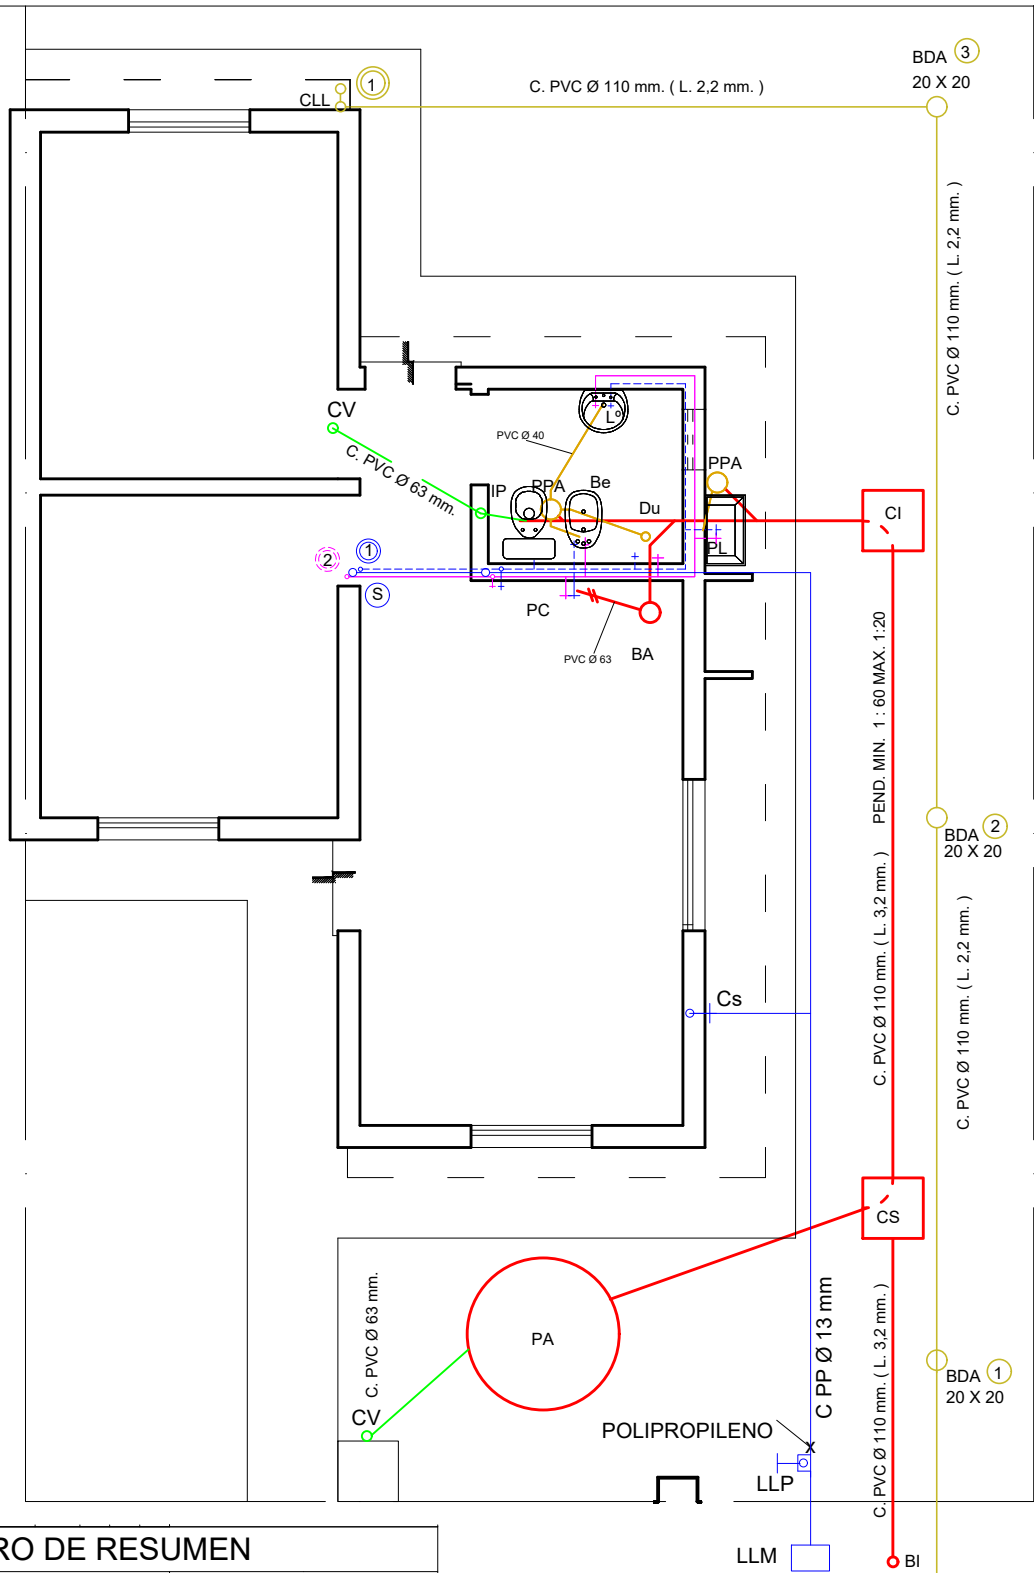 BDA 3
20 X 20
C. PVC Ø 110 mm. ( L. 2,2 mm. )
1
CLL
C. PVC Ø 110 mm. ( L. 2,2 mm. )
CV
C. PVC Ø 63 mm.
PVC Ø 40
L
IP
PPA
Be
Du
PPA
PL
CI
2
1
S
PC
PVC Ø 63
BA
C. PVC Ø 110 mm. ( L. 3,2 mm. )
PEND. MIN. 1 : 60 MAX. 1:20
BDA 2
20 X 20
C. PVC Ø 110 mm. ( L. 2,2 mm. )
Cs
CS
PA
C. PVC Ø 63 mm.
CV
C PP Ø 13 mm
C. PVC Ø 110 mm. ( L. 3,2 mm. )
BDA 1
20 X 20
POLIPROPILENO
X
LLP
LLM
BI
RO DE RESUMEN